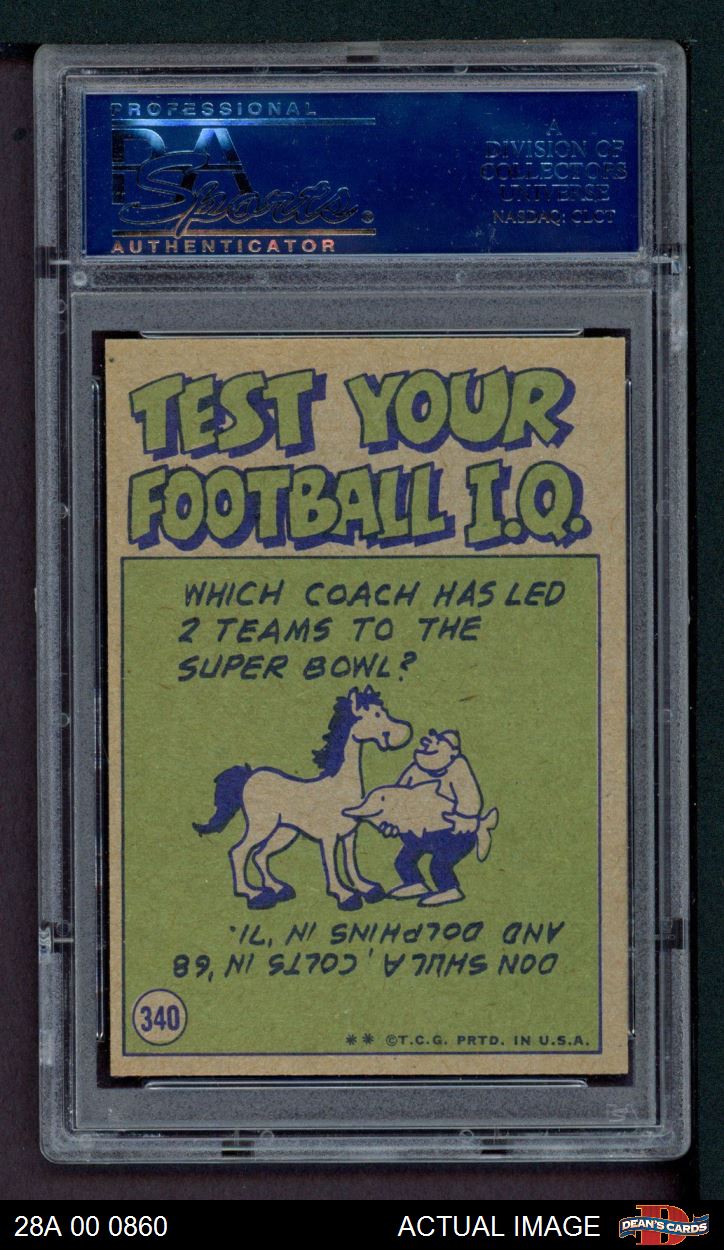 PROFESSIONAL
PSA
Sports®
AUTHENTICATOR
A
DIVISION OF
COLLECTORS
UNIVERSE
NASDAQ: CLCT
TEST YOUR
FOOTBALL I.Q.
WHICH COACH HAS LED
2 TEAMS TO THE
SUPER BOWL?
DON SHULA, COLTS IN '68
AND DOLPHINS IN '71.
340
** ©T.C.G. PRTD. IN U.S.A.
PSA
28A 00 0860
ACTUAL IMAGE
D
DEAN'S CARDS